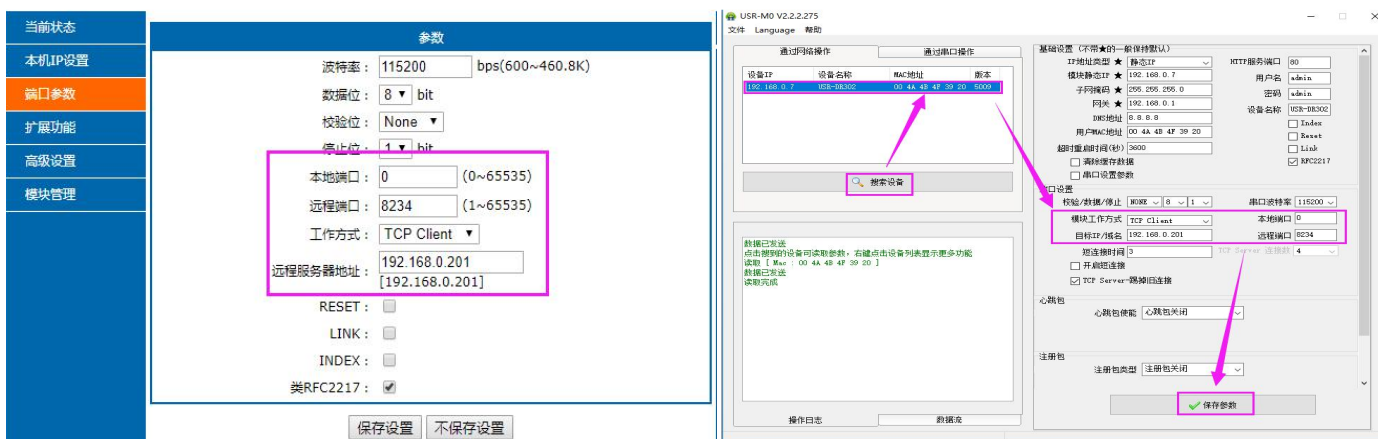 当前状态
本机IP设置
端口参数
扩展功能
高级设置
模块管理
参数
波特率： 115200 bps(600~460.8K)
数据位： 8 bit
校验位： None
停止位： 1 bit
本地端口： 0 (0~65535)
远程端口： 8234 (1~65535)
工作方式： TCP Client
远程服务器地址： 192.168.0.201
[192.168.0.201]
RESET：
LINK：
INDEX：
类RFC2217：
保存设置 不保存设置
USR-M0 V2.2.2.275
文件 Language 帮助
通过网络操作 通过串口操作
设备IP 设备名称 MAC地址 版本
192.168.0.7 USR-DR302 00 4A 4B 4F 39 20 5009
搜索设备
数据已发送
点击搜到的设备可读取参数，右键点击设备列表显示更多功能
读取 [ Mac : 00 4A 4B 4F 39 20 ]
数据已发送
读取完成
操作日志 数据流
基础设置 (不带★的一般保持默认)
IP地址类型 ★ 静态IP HTTP服务端口 80
模块静态IP ★ 192.168.0.7 用户名 admin
子网掩码 ★ 255.255.255.0 密码 admin
网关 ★ 192.168.0.1 设备名称 USR-DR302
DNS地址 8.8.8.8 Index
用户MAC地址 00 4A 4B 4F 39 20 Reset
超时重启时间(秒) 3600 Link
清除缓存数据 RFC2217
串口设置参数
口设置
校验/数据/停止 NONE 8 1 串口波特率 115200
模块工作方式 TCP Client 本地端口 0
目标IP/域名 192.168.0.201 远程端口 8234
短连接时间 3 TCP Server 连接数 4
开启短连接
TCP Server-踢掉旧连接
心跳包
心跳包使能 心跳包关闭
注册包
注册包类型 注册包关闭
保存参数